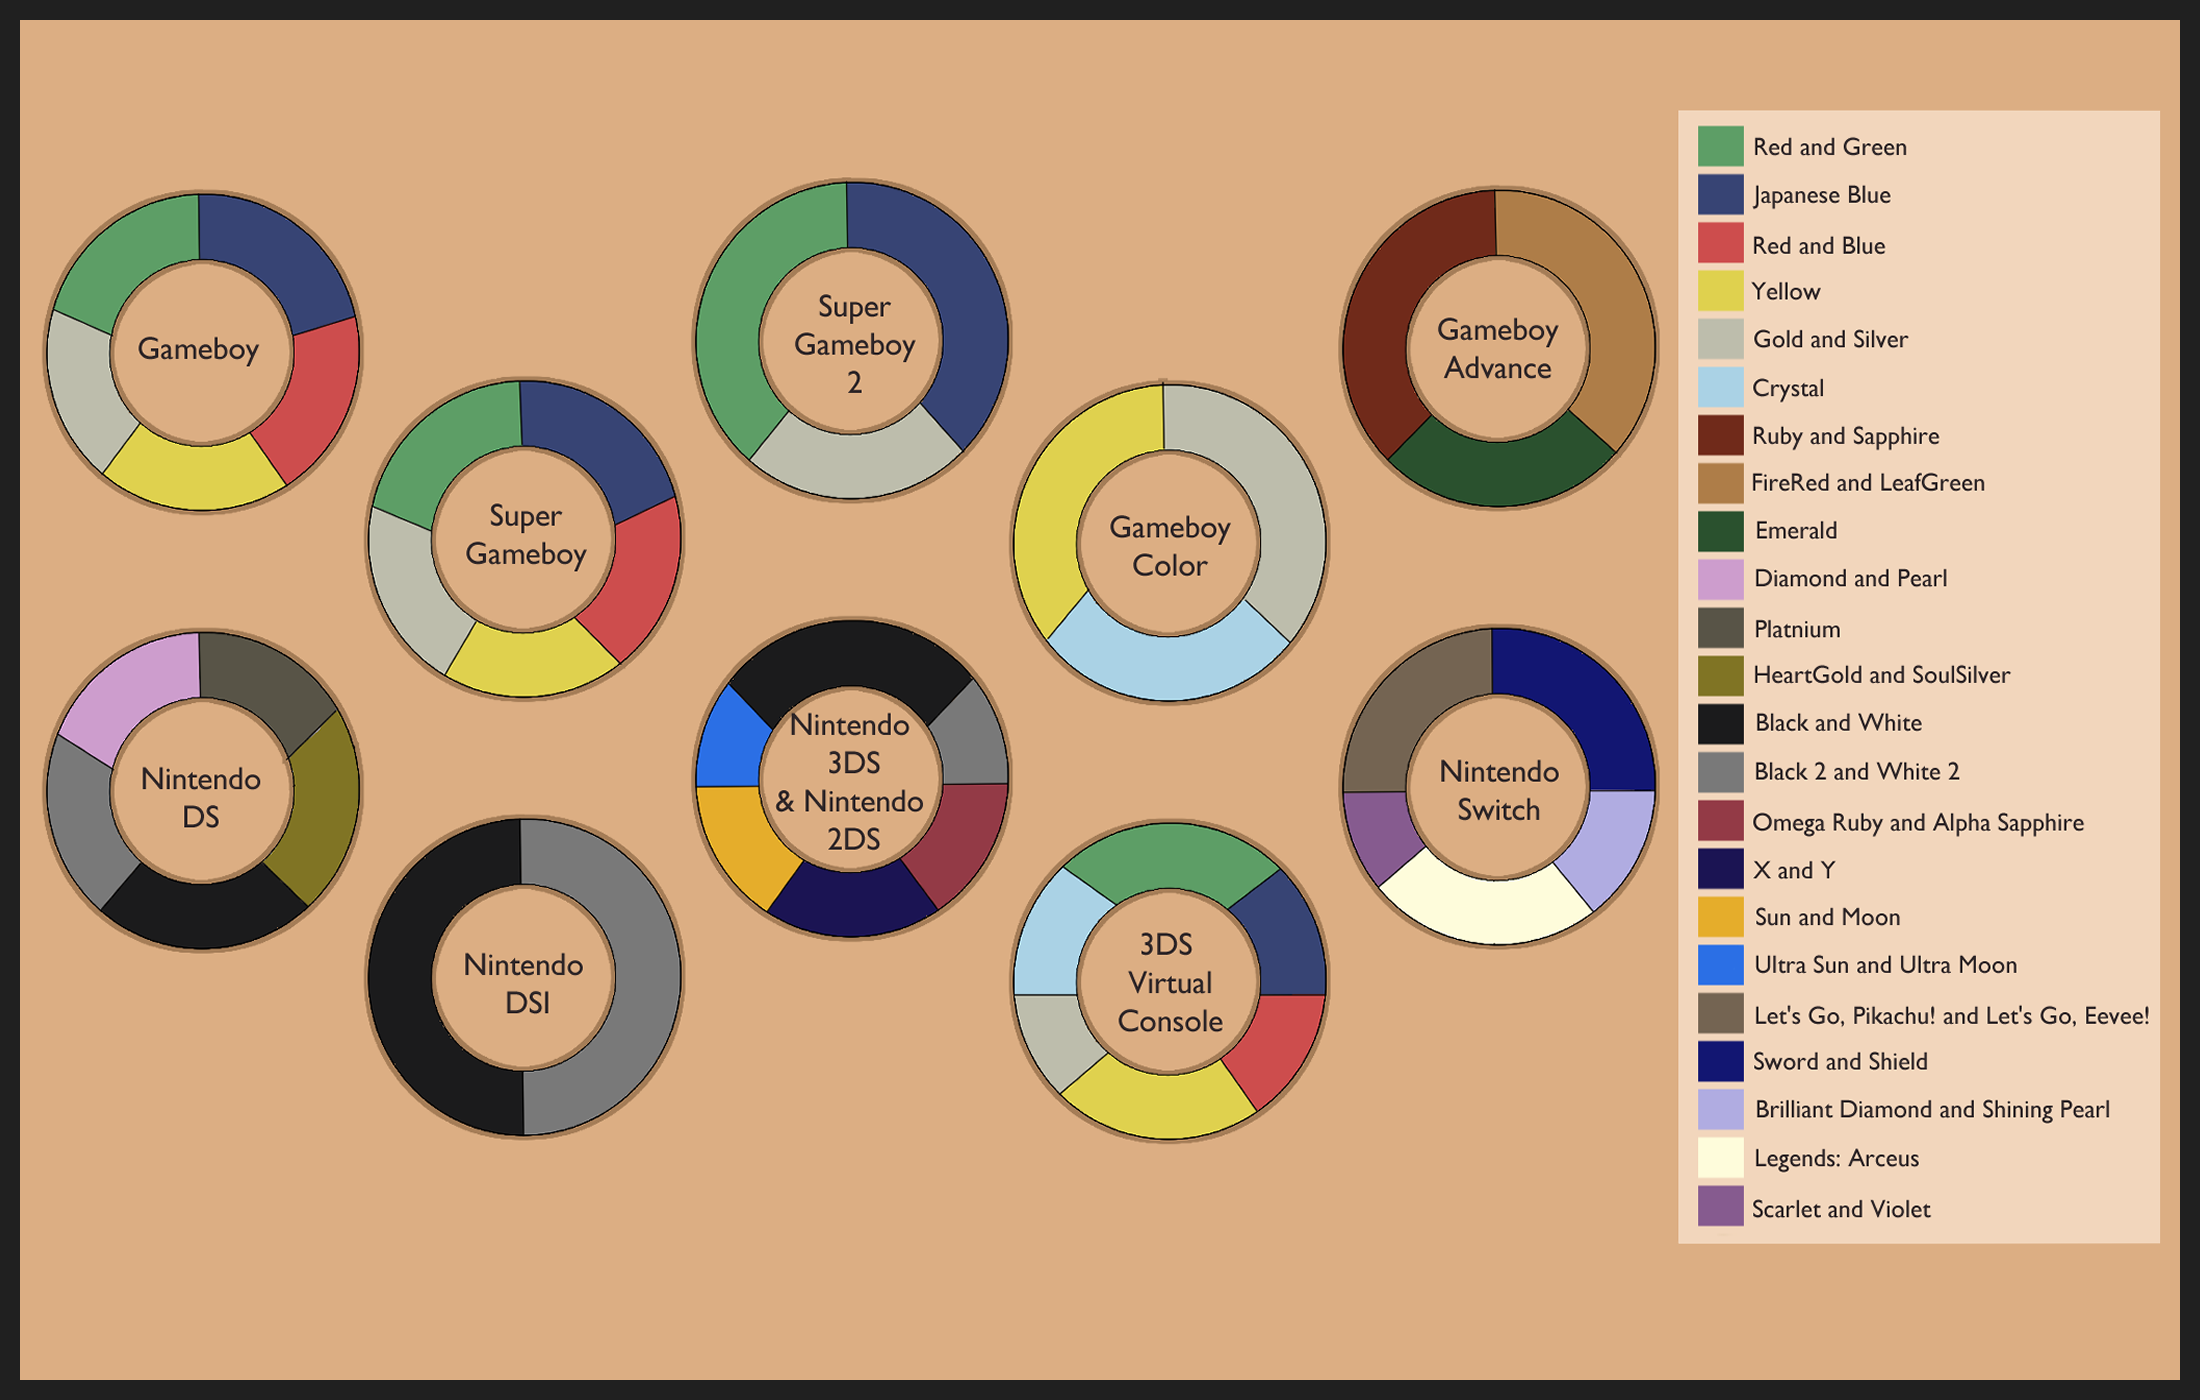 Gameboy
Super
Gameboy
Super
Gameboy
2
Gameboy
Color
Gameboy
Advance
Nintendo
DS
Nintendo
DSI
Nintendo
3DS
& Nintendo
2DS
3DS
Virtual
Console
Nintendo
Switch
Red and Green
Japanese Blue
Red and Blue
Yellow
Gold and Silver
Crystal
Ruby and Sapphire
FireRed and LeafGreen
Emerald
Diamond and Pearl
Platnium
HeartGold and SoulSilver
Black and White
Black 2 and White 2
Omega Ruby and Alpha Sapphire
X and Y
Sun and Moon
Ultra Sun and Ultra Moon
Let's Go, Pikachu! and Let's Go, Eevee!
Sword and Shield
Brilliant Diamond and Shining Pearl
Legends: Arceus
Scarlet and Violet